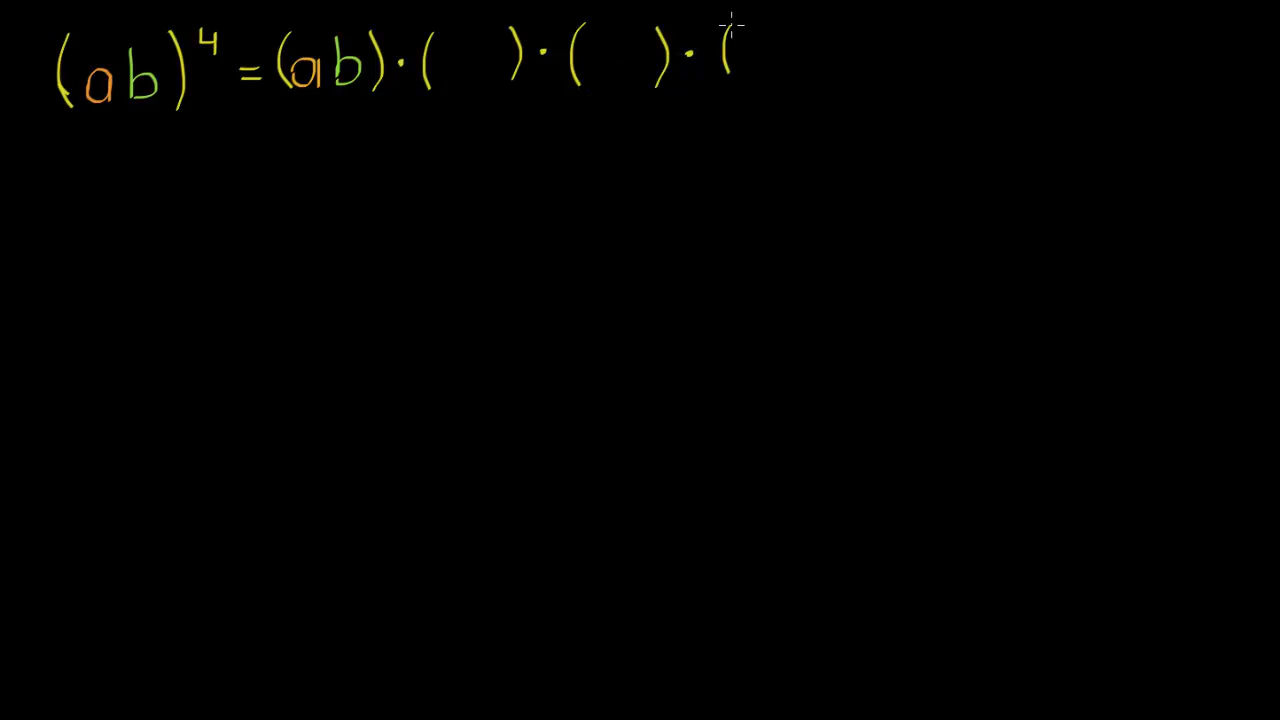 (ab)⁴ = (ab) · (  ) · (  ) · (